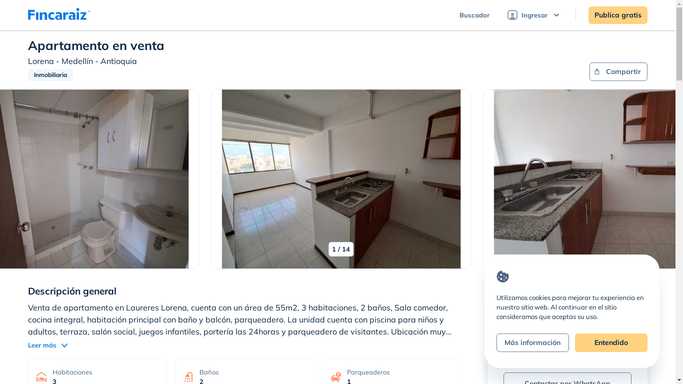 Fincaraiz
Buscador
Ingresar
Publica gratis
Apartamento en venta
Lorena - Medellín - Antioquia
Inmobiliaria
Compartir
1 / 14
Descripción general
Venta de apartamento en Laureres Lorena, cuenta con un área de 55m2, 3 habitaciones, 2 baños, Sala comedor,
cocina integral, habitación principal con baño y balcón, parqueadero. La unidad cuenta con piscina para niños y
adultos, terraza, salón social, juegos infantiles, portería las 24horas y parqueadero de visitantes. Ubicación muy...
Leer más
Utilizamos cookies para mejorar tu experiencia en
nuestro sitio web. Al continuar en el sitio
consideramos que aceptas su uso.
Más información
Entendido
Habitaciones
3
Baños
2
Parqueaderos
1
Contactar por WhatsApp